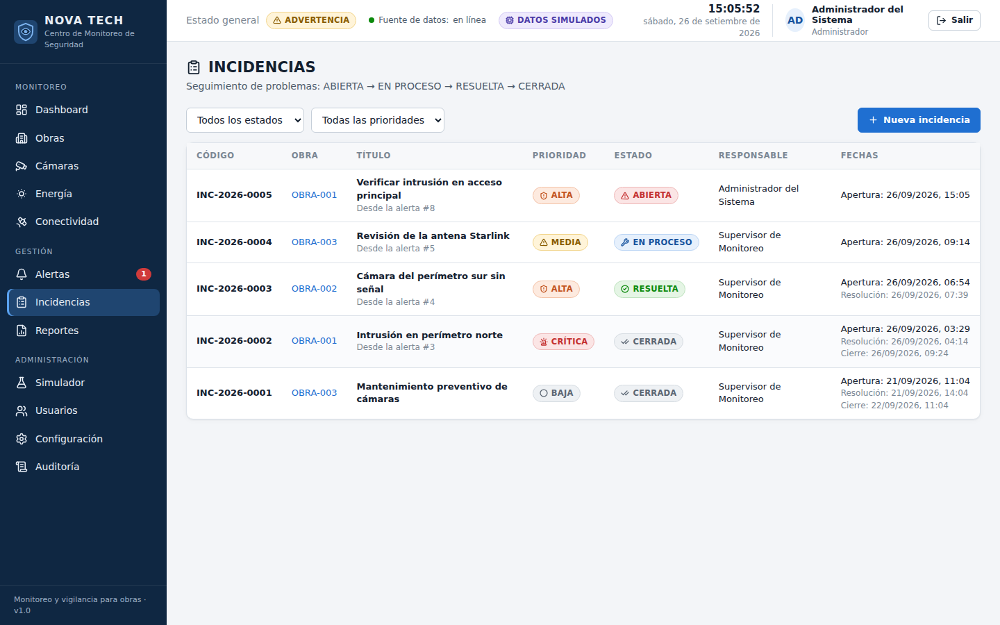 NOVA TECH
Centro de Monitoreo de
Seguridad
MONITOREO
Dashboard
Obras
Cámaras
Energía
Conectividad
GESTIÓN
Alertas 1
Incidencias
Reportes
ADMINISTRACIÓN
Simulador
Usuarios
Configuración
Auditoría
Monitoreo y vigilancia para obras ·
v1.0
Estado general ADVERTENCIA Fuente de datos: en línea DATOS SIMULADOS
15:05:52
sábado, 26 de setiembre de
2026
AD
Administrador del
Sistema
Administrador
Salir
INCIDENCIAS
Seguimiento de problemas: ABIERTA → EN PROCESO → RESUELTA → CERRADA
Todos los estados Todas las prioridades Nueva incidencia
CÓDIGO OBRA TÍTULO PRIORIDAD ESTADO RESPONSABLE FECHAS
INC-2026-0005 OBRA-001
Verificar intrusión en acceso
principal
Desde la alerta #8
ALTA ABIERTA
Administrador del
Sistema
Apertura: 26/09/2026, 15:05
INC-2026-0004 OBRA-003
Revisión de la antena Starlink
Desde la alerta #5
MEDIA EN PROCESO
Supervisor de
Monitoreo
Apertura: 26/09/2026, 09:14
INC-2026-0003 OBRA-002
Cámara del perímetro sur sin
señal
Desde la alerta #4
ALTA RESUELTA
Supervisor de
Monitoreo
Apertura: 26/09/2026, 06:54
Resolución: 26/09/2026, 07:39
INC-2026-0002 OBRA-001
Intrusión en perímetro norte
Desde la alerta #3
CRÍTICA CERRADA
Supervisor de
Monitoreo
Apertura: 26/09/2026, 03:29
Resolución: 26/09/2026, 04:14
Cierre: 26/09/2026, 09:24
INC-2026-0001 OBRA-003
Mantenimiento preventivo de
cámaras
BAJA CERRADA
Supervisor de
Monitoreo
Apertura: 21/09/2026, 11:04
Resolución: 21/09/2026, 14:04
Cierre: 22/09/2026, 11:04